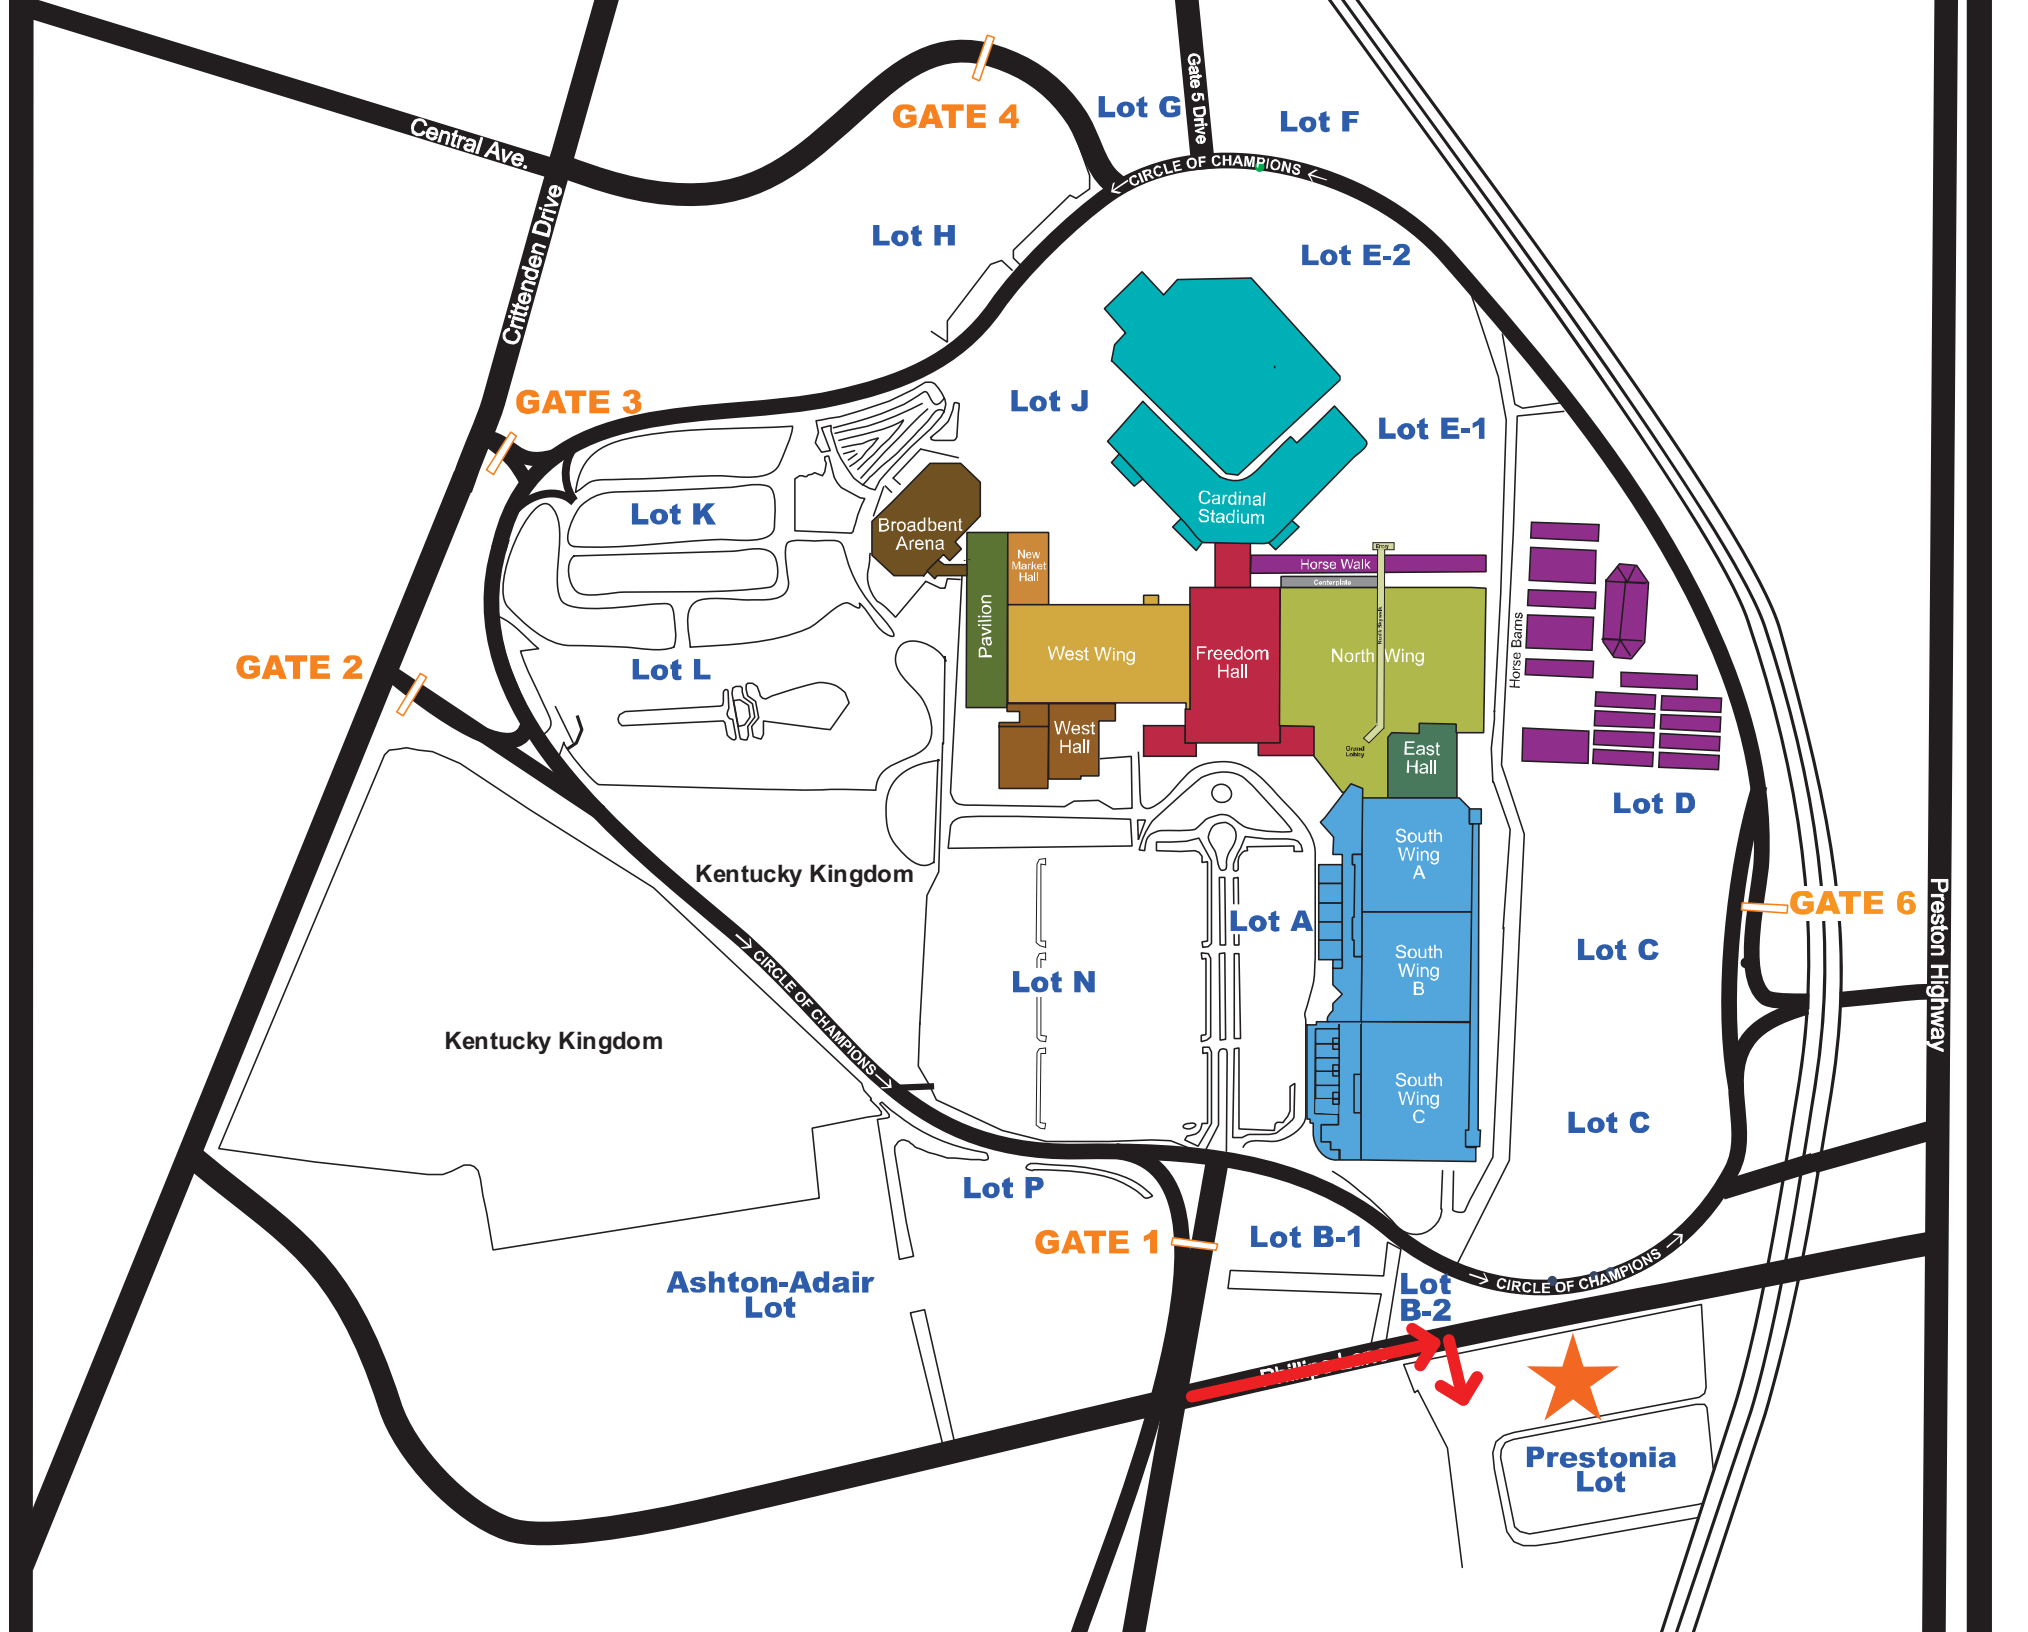 Central Ave.
Crittenden Drive
GATE 4
Lot G
Gate 5 Drive
Lot F
CIRCLE OF CHAMPIONS
Lot H
Lot E-2
GATE 3
Lot J
Lot E-1
Lot K
Broadbent
Arena
Cardinal
Stadium
New
Market
Hall
Horse Walk
Centerplate
Pavilion
West Wing
Freedom
Hall
North Wing
Horse Barns
GATE 2
Lot L
West
Hall
Grand
Lobby
East
Hall
Lot D
South
Wing
A
Kentucky Kingdom
Lot A
GATE 6
Preston Highway
Lot C
South
Wing
B
Lot N
CIRCLE OF CHAMPIONS
Kentucky Kingdom
South
Wing
C
Lot C
Lot P
GATE 1
Lot B-1
Ashton-Adair
Lot
Lot
B-2
CIRCLE OF CHAMPIONS
Prestonia
Lot